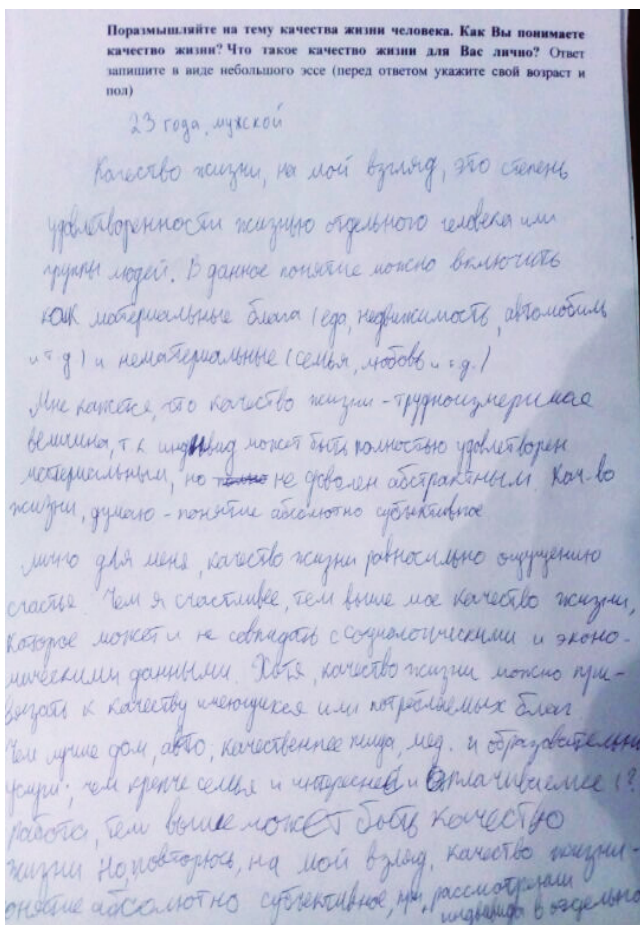 Поразмышляйте на тему качества жизни человека. Как Вы понимаете
качество жизни? Что такое качество жизни для Вас лично? Ответ
запишите в виде небольшого эссе (перед ответом укажите свой возраст и
пол)
23 года, мужской
Качество жизни, на мой взгляд, это степень
удовлетворенности жизнью отдельного человека или
группы людей. В данное понятие можно включить
как материальные блага (еда, недвижимость, автомобиль
и т д) и нематериальные (семья, любовь и т д.)
Мне кажется, что качество жизни - трудноизмеримая
величина, т к индивид может быть полностью удовлетворен
материальным, но не доволен абстрактным. Кач-во
жизни, думаю - понятие абсолютно субъективное
лично для меня, качество жизни равносильно ощущению
счастья. Чем я счастливее, тем выше мое качество жизни,
которое может и не совпадать с социологическими и эконо-
мическими данными. Хотя, качество жизни можно при-
вязать к качеству имеющихся или потребляемых благ
Чем лучше дом, авто, качественнее пища, мед. и образовательны
услуги; чем крепче семья и интересней и оплачиваемее (?
работа, тем выше может быть качество
жизни Но, повторюсь, на мой взгляд, качество жизни -
онятие абсолютно субъективное, при рассмотрении
индивида в отдельно